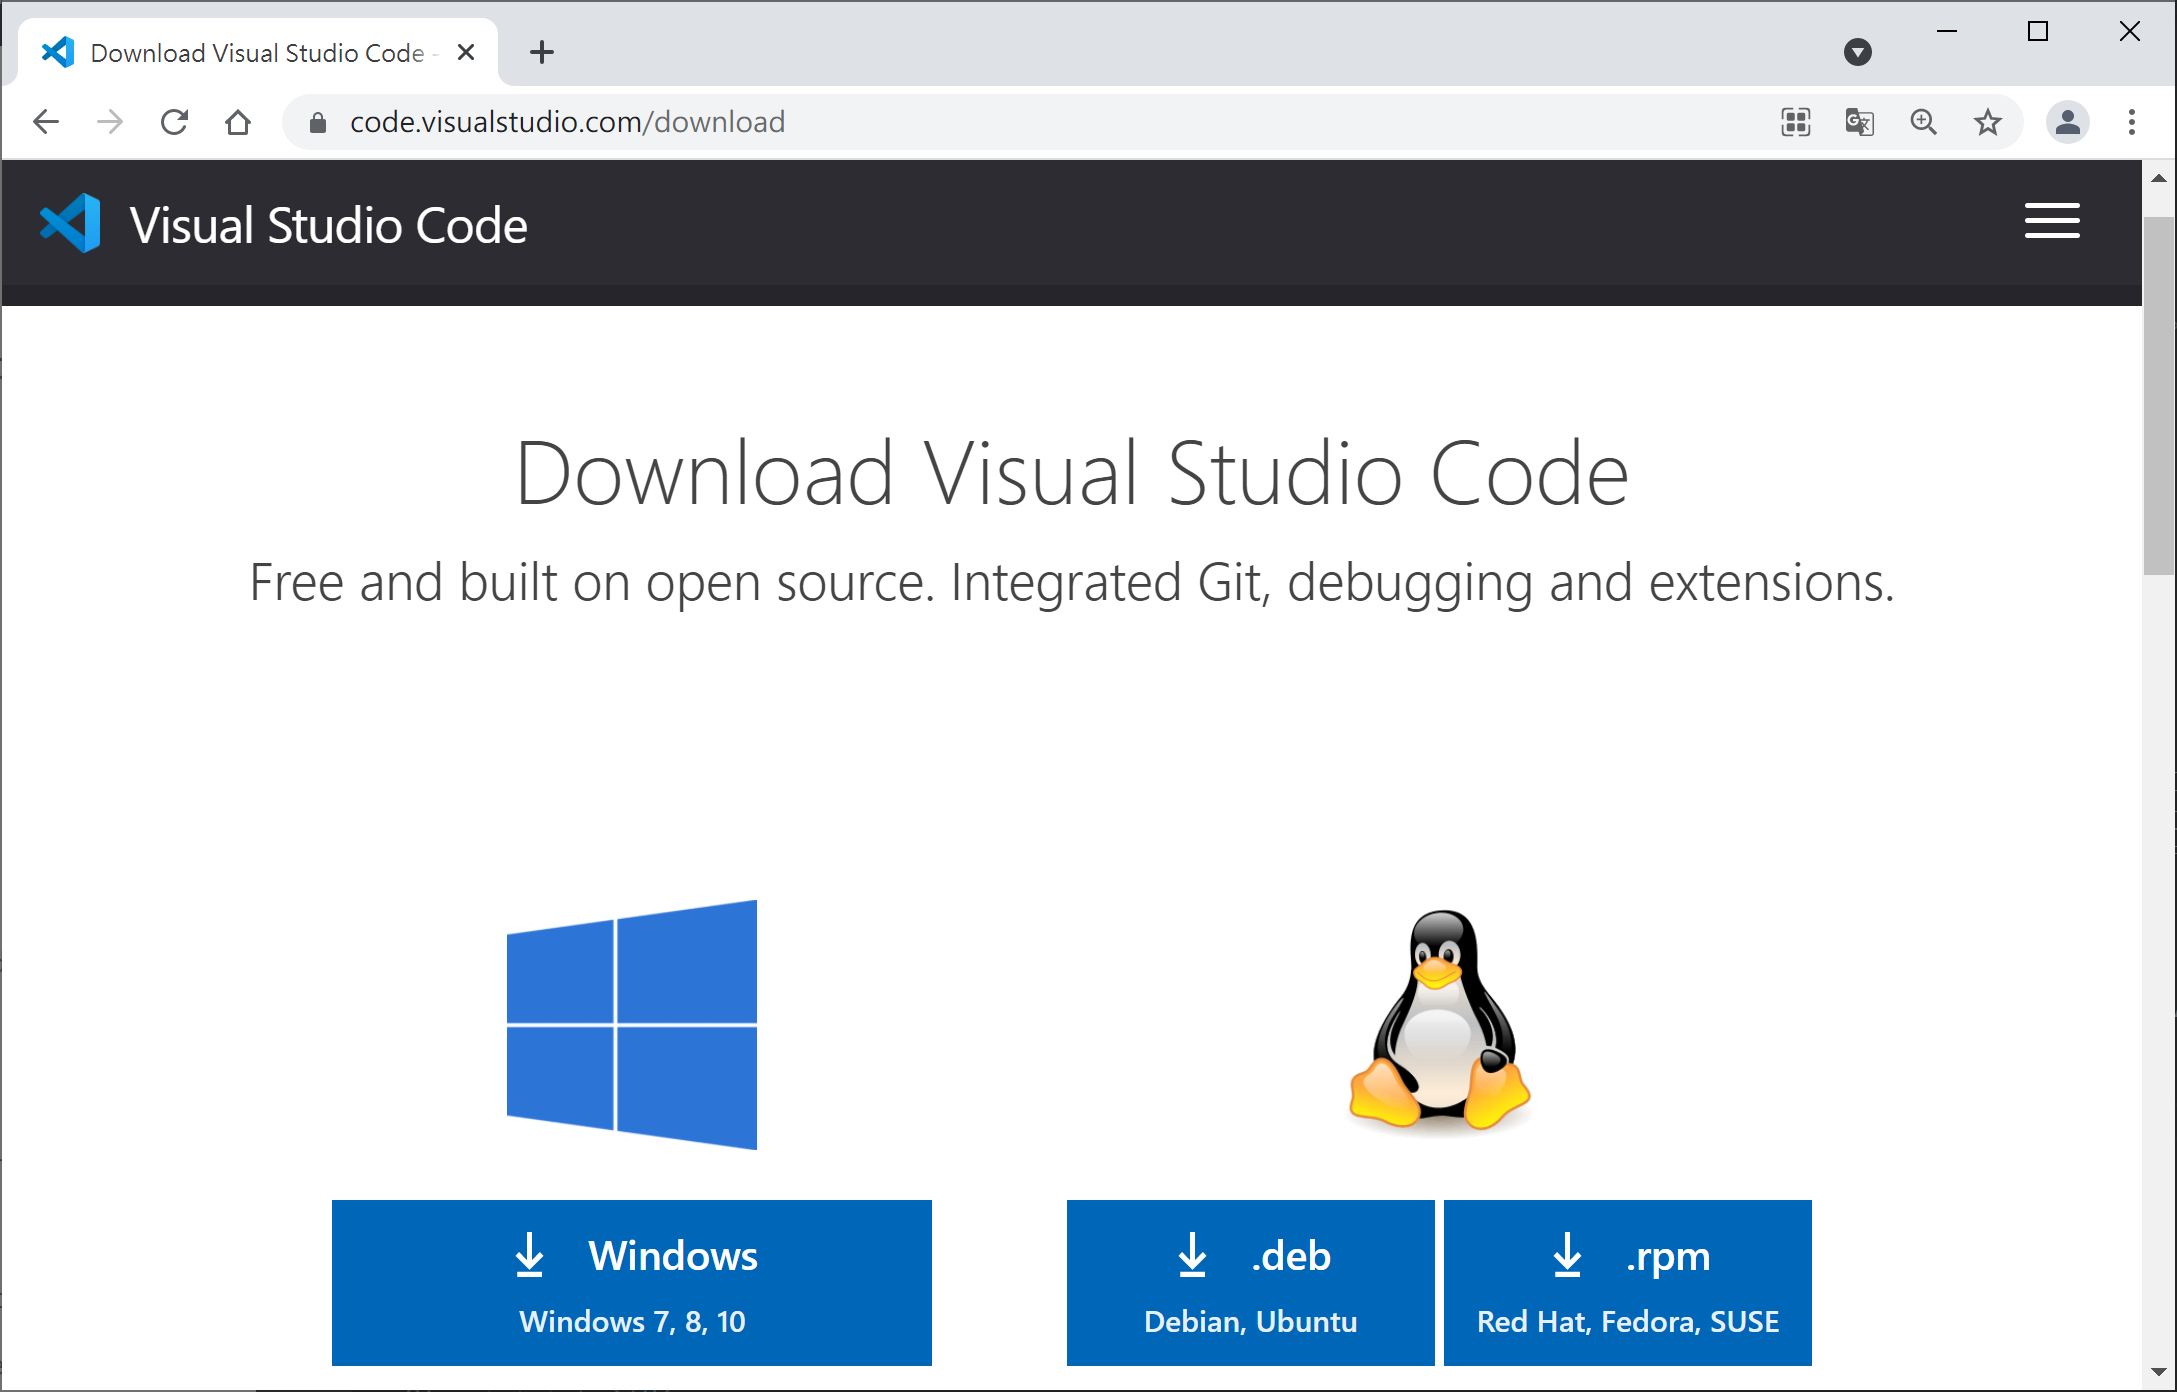 Download Visual Studio Code -
code.visualstudio.com/download
Visual Studio Code
Download Visual Studio Code
Free and built on open source. Integrated Git, debugging and extensions.
Windows
Windows 7, 8, 10
.deb
Debian, Ubuntu
.rpm
Red Hat, Fedora, SUSE